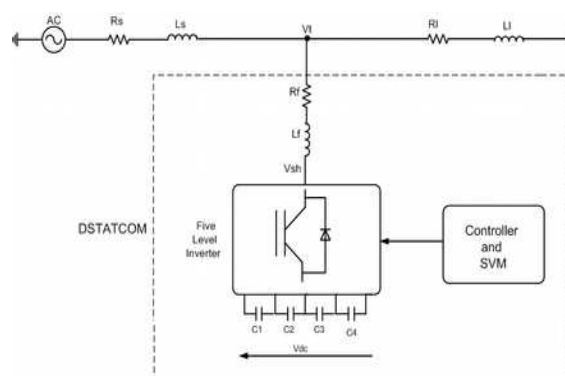 AC
Rs
Ls
Vt
Rl
Ll
Rf
Lf
Vsh
DSTATCOM
Five
Level
Inverter
Controller
and
SVM
C1
C2
C3
C4
Vdc